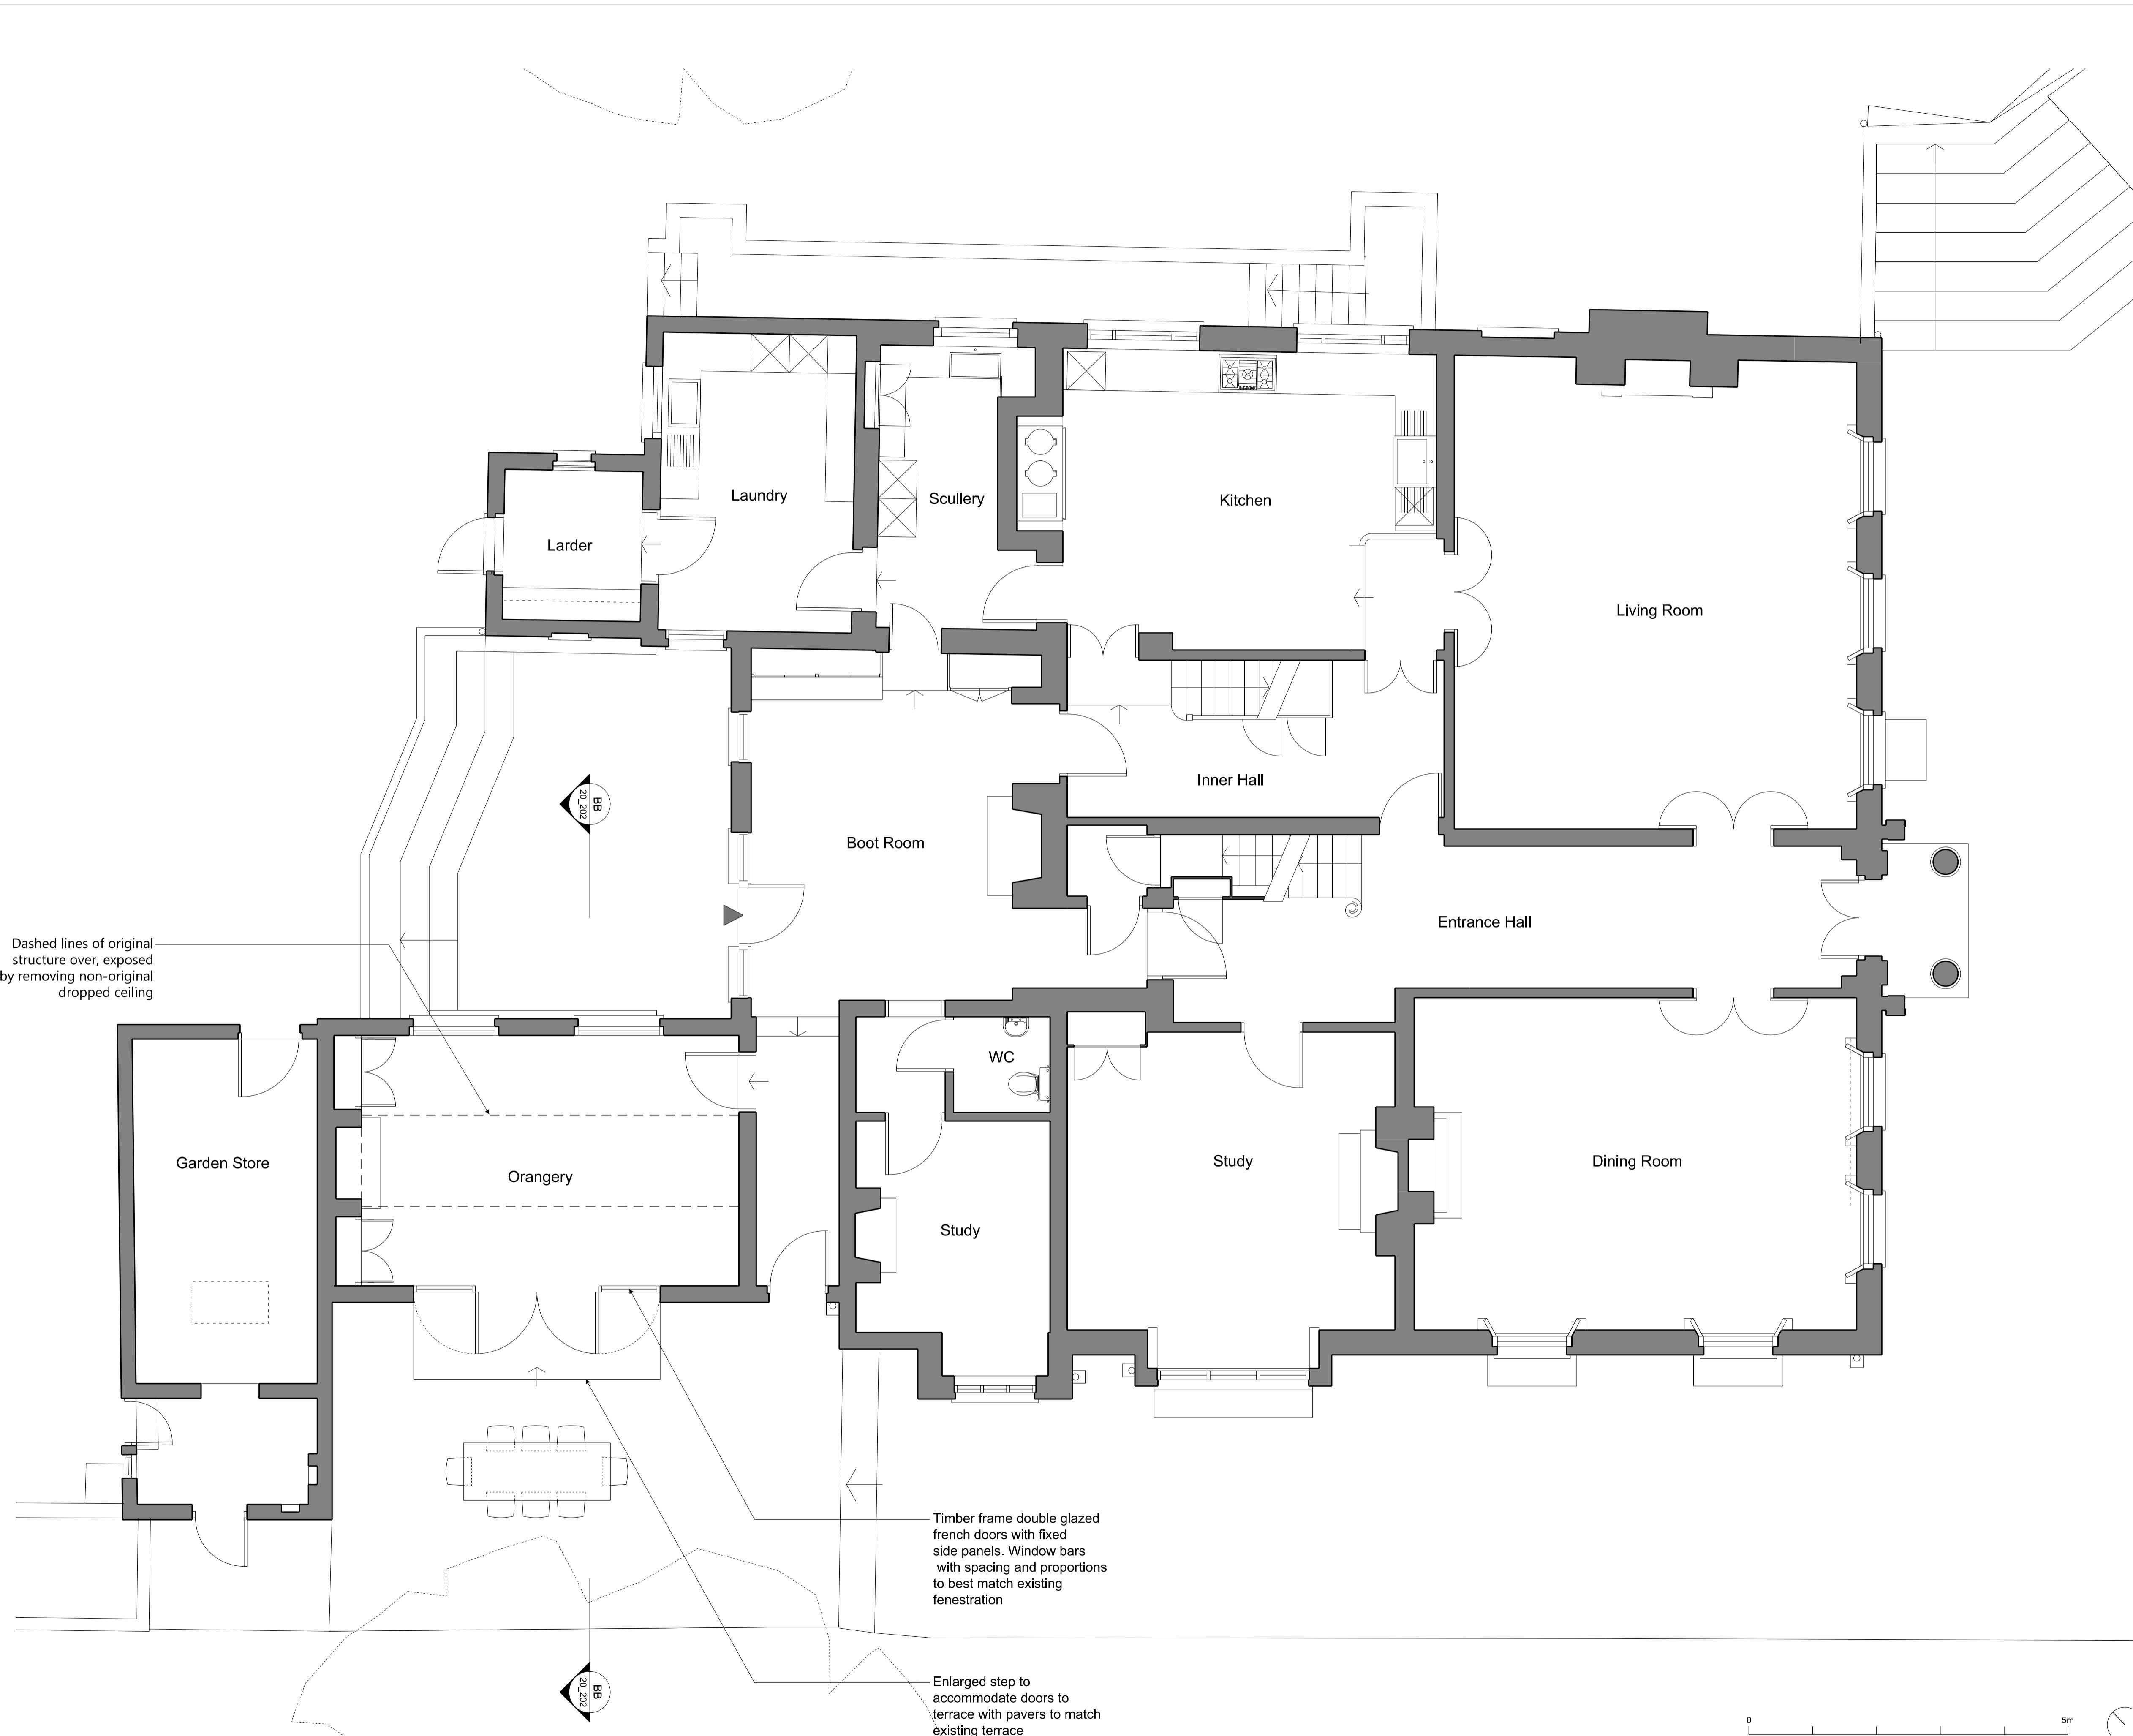 Laundry
Scullery
Kitchen
Larder
Living Room
Inner Hall
BB
20_202
Boot Room
Entrance Hall
Dashed lines of original
structure over, exposed
by removing non-original
dropped ceiling
WC
Garden Store
Orangery
Study
Study
Dining Room
Timber frame double glazed
french doors with fixed
side panels. Window bars
with spacing and proportions
to best match existing
fenestration
BB
20_202
Enlarged step to
accommodate doors to
terrace with pavers to match
existing terrace
0 5m